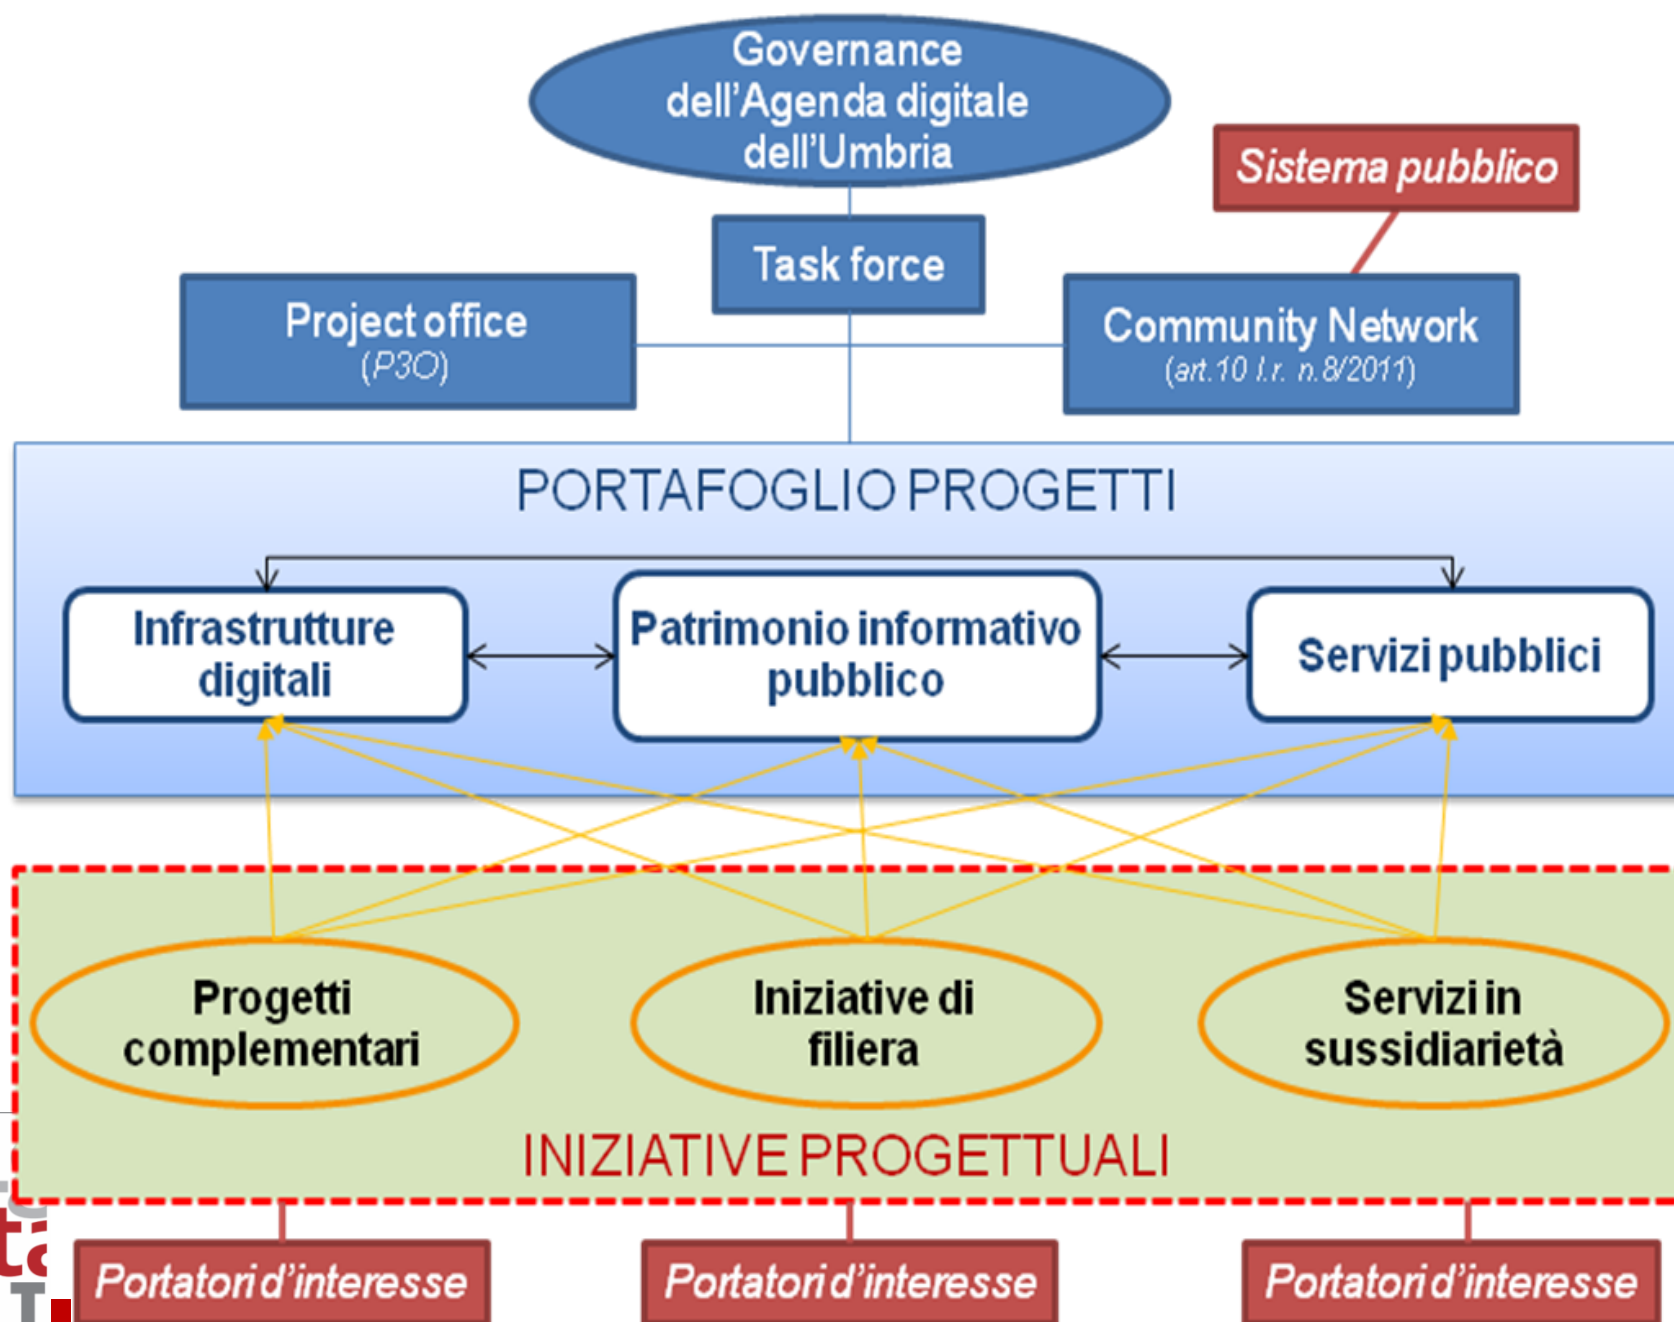 Governance
dell'Agenda digitale
dell'Umbria
Sistema pubblico
Task force
Project office
(P3O)
Community Network
(art.10 l.r. n.8/2011)
PORTAFOGLIO PROGETTI
Infrastrutture
digitali
Patrimonio informativo
pubblico
Servizi pubblici
Progetti
complementari
Iniziative di
filiera
Servizi in
sussidiarietà
INIZIATIVE PROGETTUALI
Portatori d'interesse
Portatori d'interesse
Portatori d'interesse